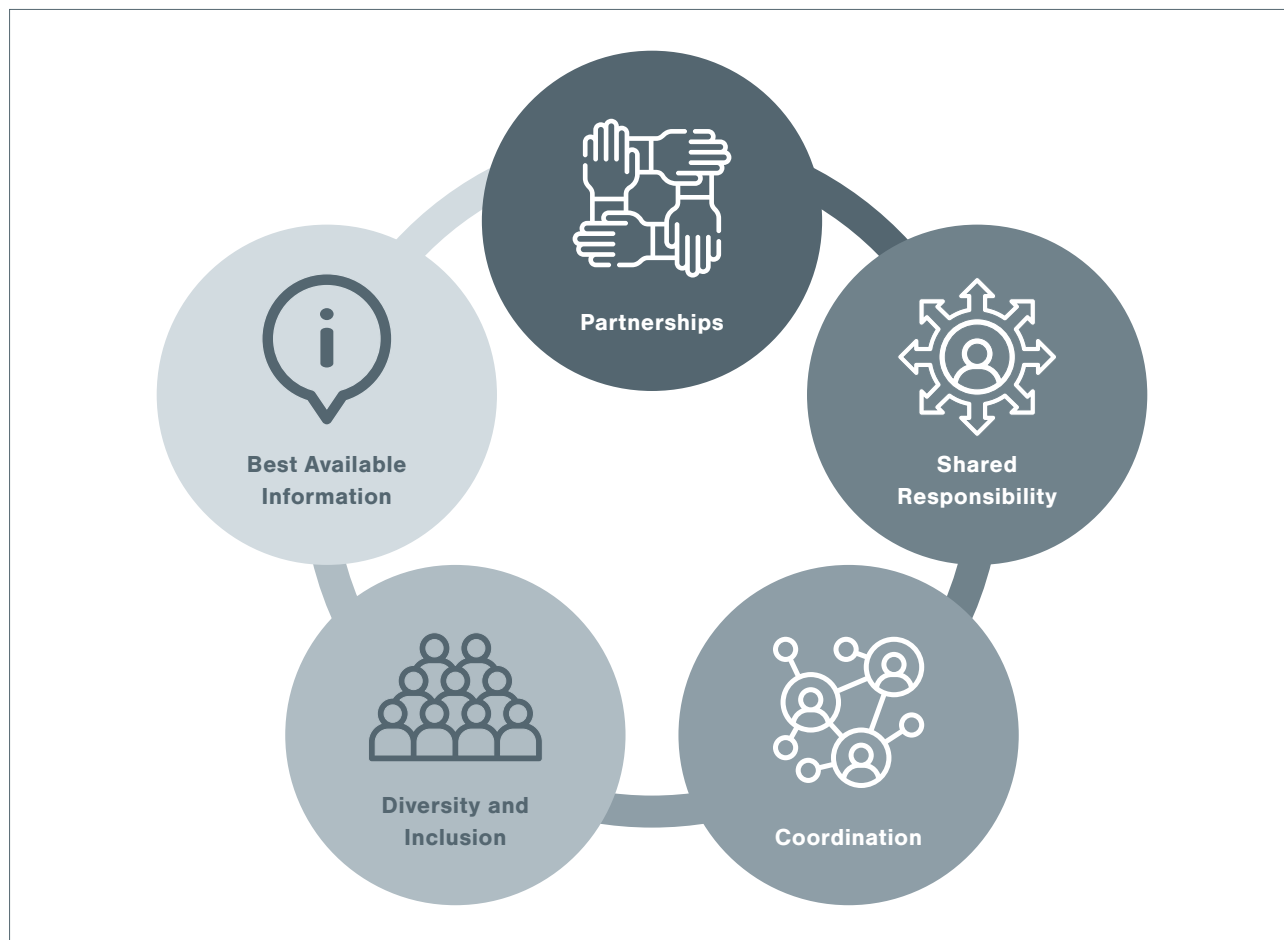 Partnerships
Shared
Responsibility
Coordination
Diversity and
Inclusion
Best Available
Information